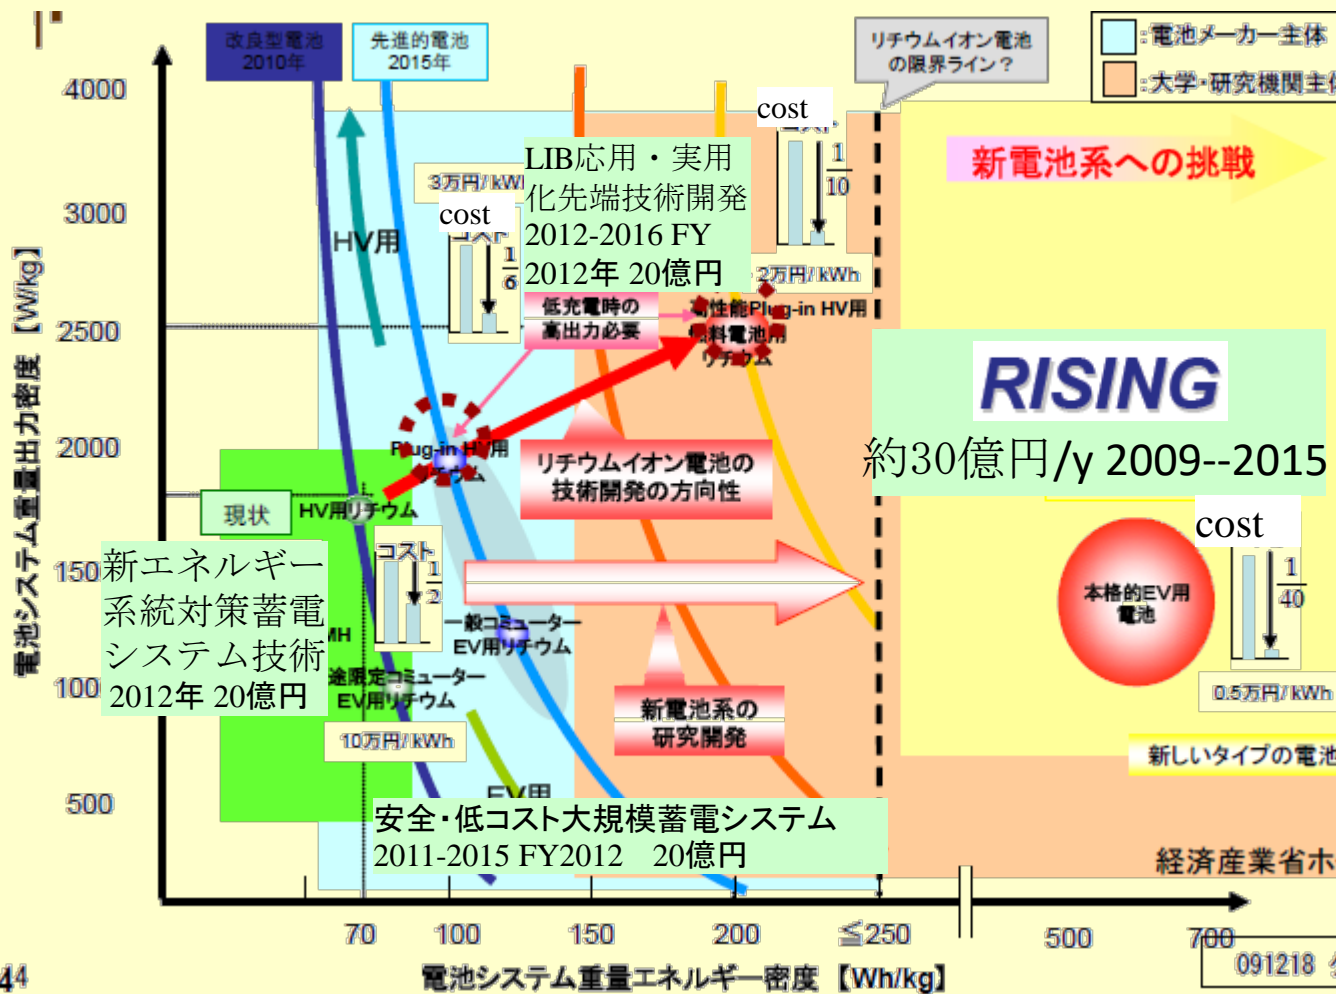 改良型電池
2010年
先進的電池
2015年
リチウムイオン電池
の限界ライン？
:電池メーカー主体
:大学・研究機関主体
4000
3000
2500
2000
1500
1000
500
電池システム重量出力密度 【W/kg】
HV用
3万円/kWh
cost
コスト
1
6
LIB応用・実用
化先端技術開発
2012-2016 FY
2012年 20億円
cost
コスト
1
10
2万円/kWh
新電池系への挑戦
低充電時の
高出力必要
高性能Plug-in HV用
燃料電池用
リチウム
RISING
約30億円/y 2009--2015
Plug-in HV用
リチウム
リチウムイオン電池の
技術開発の方向性
現状
HV用リチウム
コスト
1
2
新エネルギー
系統対策蓄電
システム技術
2012年 20億円
MH
一般コミューター
EV用リチウム
途限定コミューター
EV用リチウム
10万円/kWh
新電池系の
研究開発
cost
1
40
本格的EV用
電池
0.5万円/kWh
新しいタイプの電池
EV用
安全・低コスト大規模蓄電システム
2011-2015 FY2012 20億円
経済産業省ホ
70
100
150
200
≦250
500
700
電池システム重量エネルギー密度 【Wh/kg】
091218
44